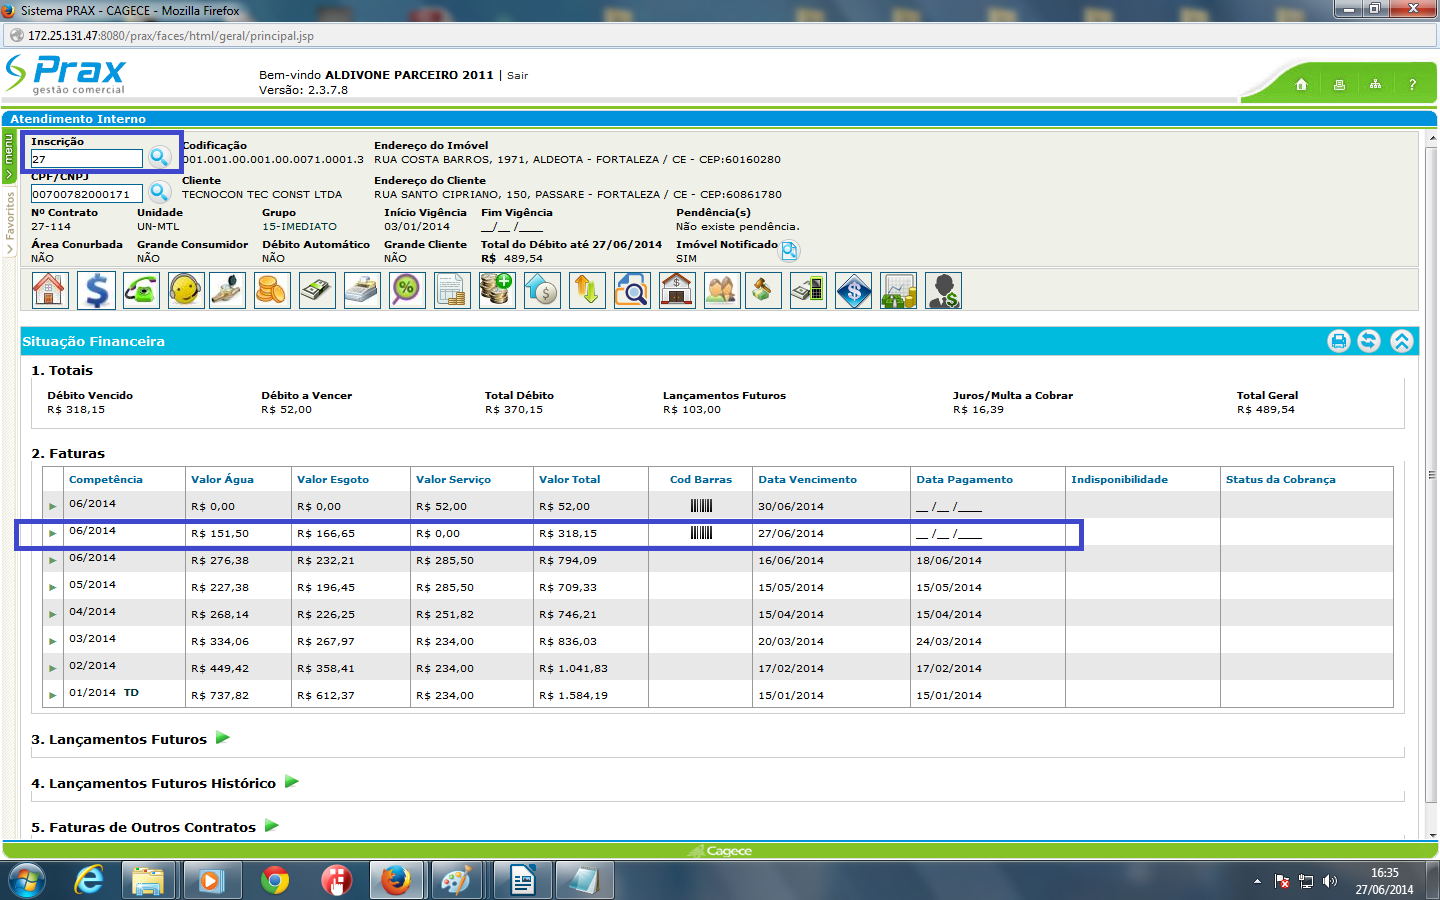 Sistema PRAX - CAGECE - Mozilla Firefox
172.25.131.47:8080/prax/faces/html/geral/principal.jsp
Prax
gestão comercial
Bem-vindo ALDIVONE PARCEIRO 2011 | Sair
Versão: 2.3.7.8
?
Atendimento Interno
menu
Favoritos
Inscrição
27
Codificação
001.001.00.001.00.0071.0001.3
Endereço do Imóvel
RUA COSTA BARROS, 1971, ALDEOTA - FORTALEZA / CE - CEP:60160280
CPF/CNPJ
00700782000171
Cliente
TECNOCON TEC CONST LTDA
Endereço do Cliente
RUA SANTO CIPRIANO, 150, PASSARE - FORTALEZA / CE - CEP:60861780
Nº Contrato Unidade Grupo Início Vigência Fim Vigência Pendência(s)
27-114 UN-MTL 15-IMEDIATO 03/01/2014 __/__ /____ Não existe pendência.
Área Conurbada Grande Consumidor Débito Automático Grande Cliente Total do Débito até 27/06/2014 Imóvel Notificado
NÃO NÃO NÃO NÃO R$ 489,54 SIM
Situação Financeira
1. Totais
Débito Vencido Débito a Vencer Total Débito Lançamentos Futuros Juros/Multa a Cobrar Total Geral
R$ 318,15 R$ 52,00 R$ 370,15 R$ 103,00 R$ 16,39 R$ 489,54
2. Faturas
Competência Valor Água Valor Esgoto Valor Serviço Valor Total Cod Barras Data Vencimento Data Pagamento Indisponibilidade Status da Cobrança
06/2014 R$ 0,00 R$ 0,00 R$ 52,00 R$ 52,00 30/06/2014 __ /__ /____
06/2014 R$ 151,50 R$ 166,65 R$ 0,00 R$ 318,15 27/06/2014 __ /__ /____
06/2014 R$ 276,38 R$ 232,21 R$ 285,50 R$ 794,09 16/06/2014 18/06/2014
05/2014 R$ 227,38 R$ 196,45 R$ 285,50 R$ 709,33 15/05/2014 15/05/2014
04/2014 R$ 268,14 R$ 226,25 R$ 251,82 R$ 746,21 15/04/2014 15/04/2014
03/2014 R$ 334,06 R$ 267,97 R$ 234,00 R$ 836,03 20/03/2014 24/03/2014
02/2014 R$ 449,42 R$ 358,41 R$ 234,00 R$ 1.041,83 17/02/2014 17/02/2014
01/2014 TD R$ 737,82 R$ 612,37 R$ 234,00 R$ 1.584,19 15/01/2014 15/01/2014
3. Lançamentos Futuros
4. Lançamentos Futuros Histórico
5. Faturas de Outros Contratos
Cagece
16:35
27/06/2014